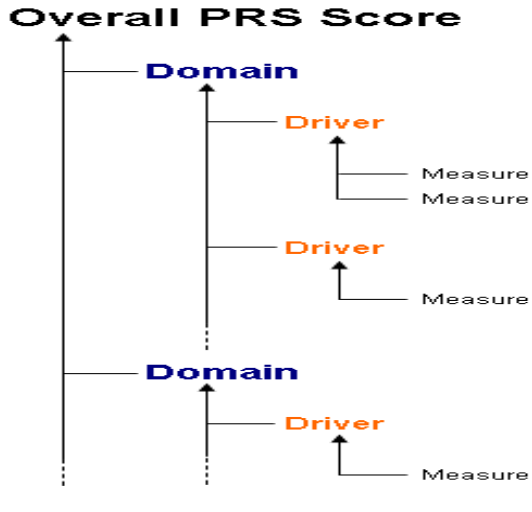 Overall PRS Score
Domain
Driver
Measure
Measure
Driver
Measure
Domain
Driver
Measure